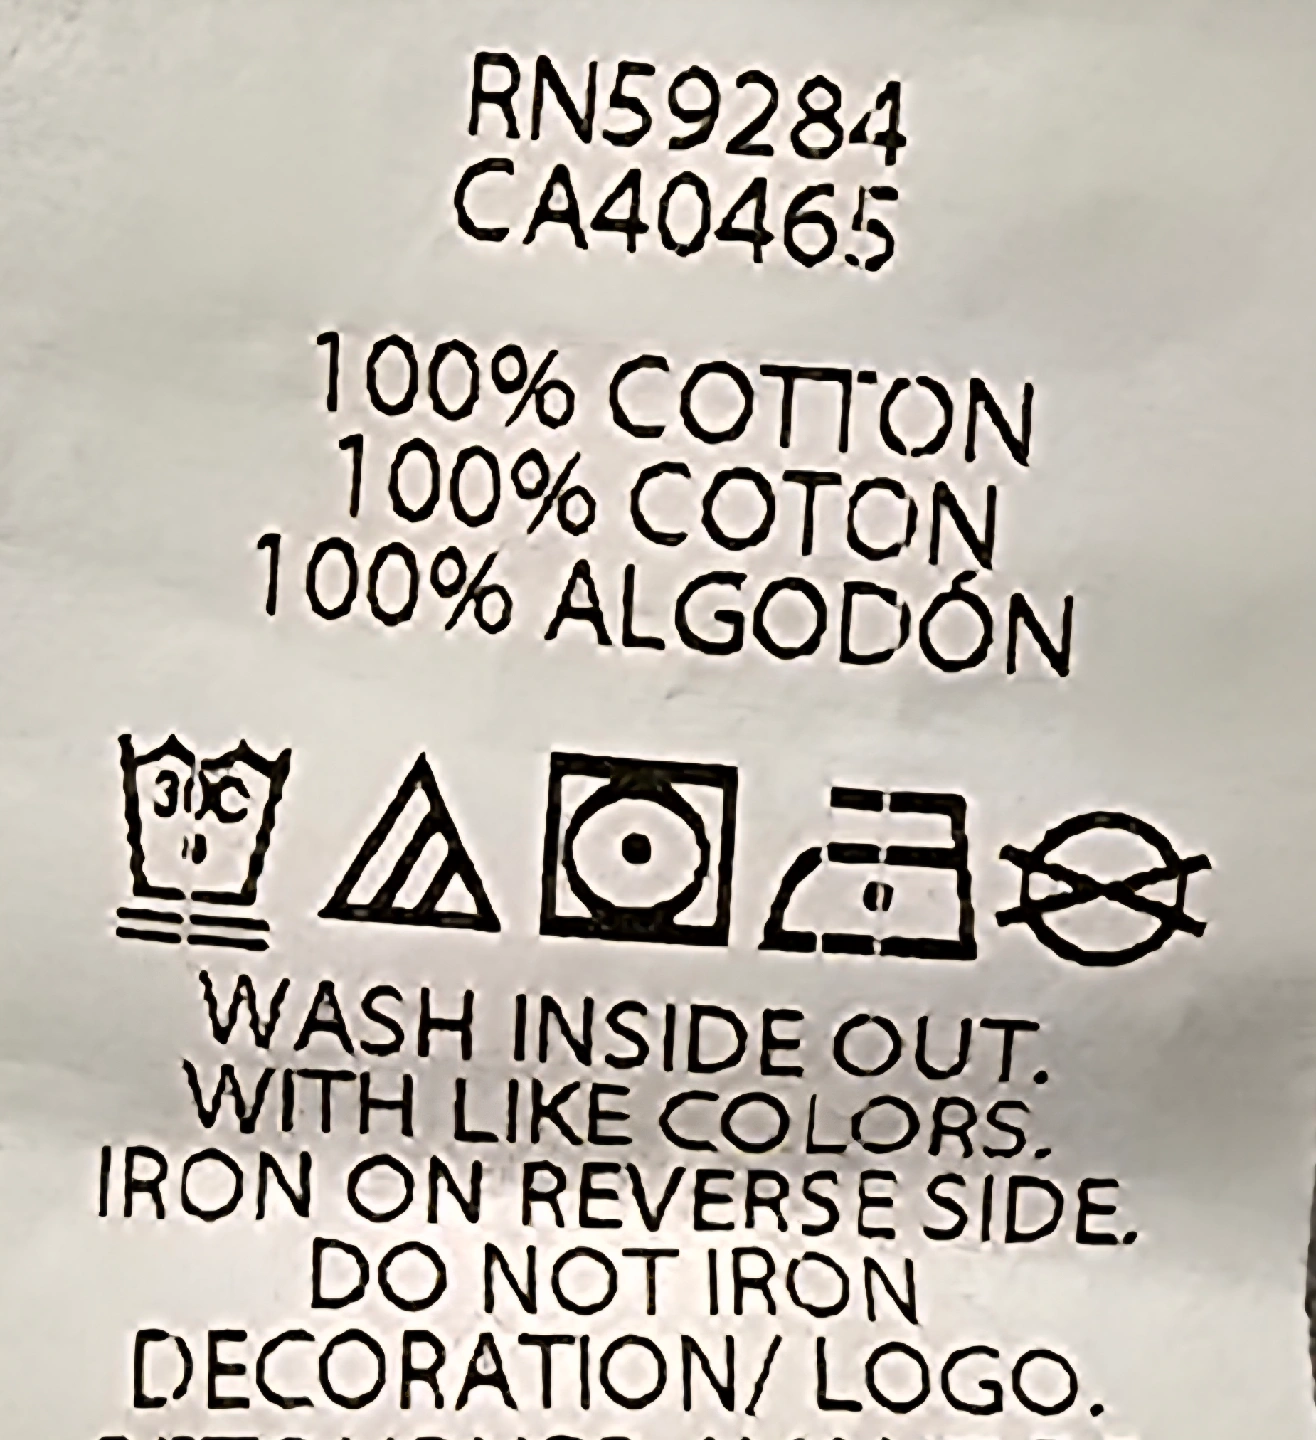 RN59284
CA40465
100% COTTON
100% COTON
100% ALGODÓN
30C
WASH INSIDE OUT.
WITH LIKE COLORS.
IRON ON REVERSE SIDE.
DO NOT IRON
DECORATION/ LOGO.